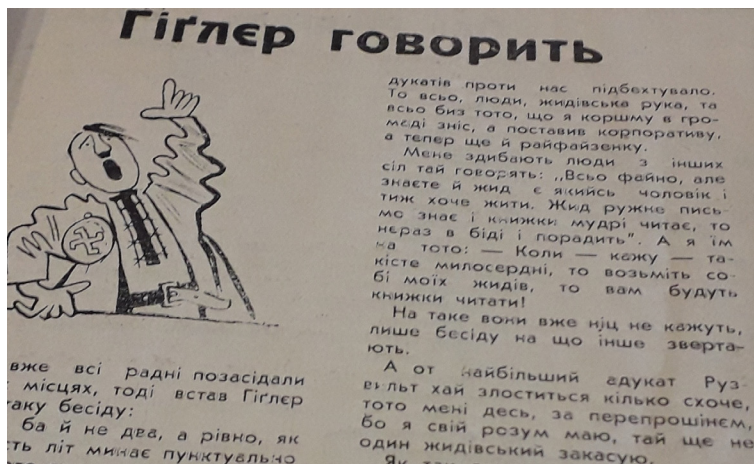 Гіґлєр говорить
вже всі радні позасідали
місцях, тоді встав Гіґлєр
таку бесіду:
ба й не два, а рівно, як
сть літ минає пунктуально
дукатів проти нас підбехтувало.
То всьо, люди, жидівська рука, та
всьо биз тото, що я коршму в гро-
меді зніс, а поставив корпоративу,
а тепер ще й райфайзенку.
Мене здибають люди з інших
сіл тай говорять: „Всьо файно, але
знаєте й жид є якийсь чоловік і
тиж хоче жити. Жид ружне пись-
мо знає і книжки мудрі читає, то
нераз в біді і порадить". А я їм
на тото: — Коли — кажу — та-
кісте милосердні, то возьміть со-
бі моїх жидів, то вам будуть
книжки читати!
На таке вони вже ніц не кажуть,
лише бесіду на що інше зверта-
ють.
А от найбільший адукат Руз-
вельт хай злоститься кілько схоче,
тото мені десь, за перепрошінєм,
бо я свій розум маю, тай ще не
один жидівський закасую.